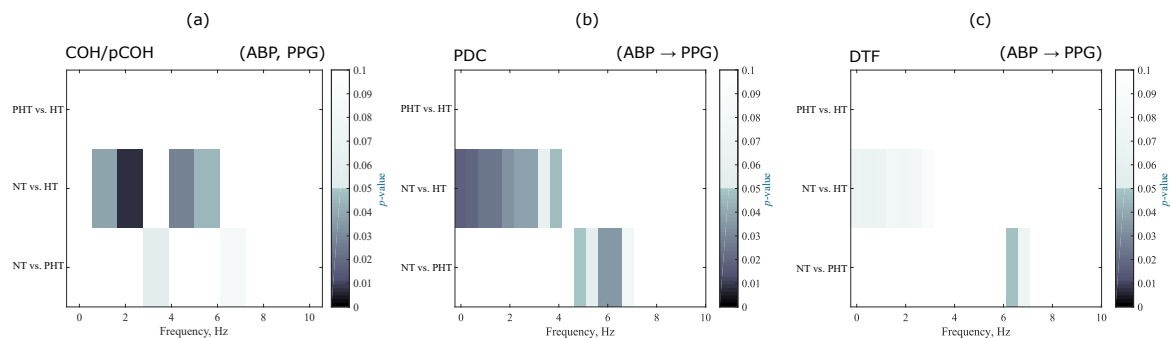 (a)
COH/pCOH (ABP, PPG)
PHT vs. HT
NT vs. HT
NT vs. PHT
0 2 4 6 8 10
Frequency, Hz
0.1
0.09
0.08
0.07
0.06
0.05
0.04
0.03
0.02
0.01
0
p-value
(b)
PDC (ABP → PPG)
PHT vs. HT
NT vs. HT
NT vs. PHT
0 2 4 6 8 10
Frequency, Hz
0.1
0.09
0.08
0.07
0.06
0.05
0.04
0.03
0.02
0.01
0
p-value
(c)
DTF (ABP → PPG)
PHT vs. HT
NT vs. HT
NT vs. PHT
0 2 4 6 8 10
Frequency, Hz
0.1
0.09
0.08
0.07
0.06
0.05
0.04
0.03
0.02
0.01
0
p-value